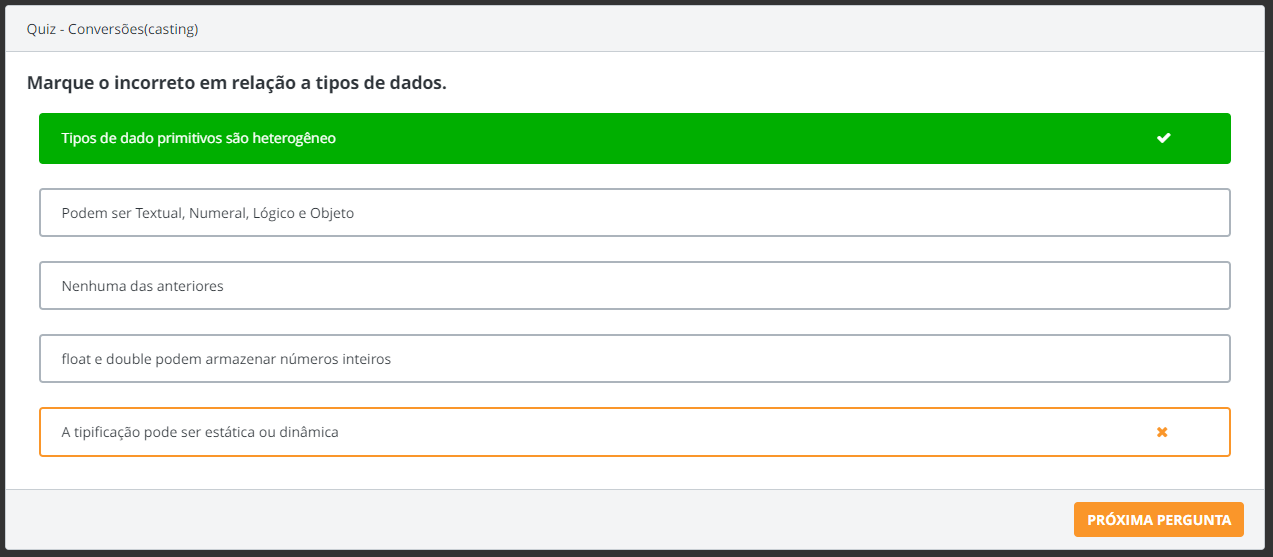 Quiz - Conversões(casting)
Marque o incorreto em relação a tipos de dados.
Tipos de dado primitivos são heterogêneo
Podem ser Textual, Numeral, Lógico e Objeto
Nenhuma das anteriores
float e double podem armazenar números inteiros
A tipificação pode ser estática ou dinâmica
PRÓXIMA PERGUNTA